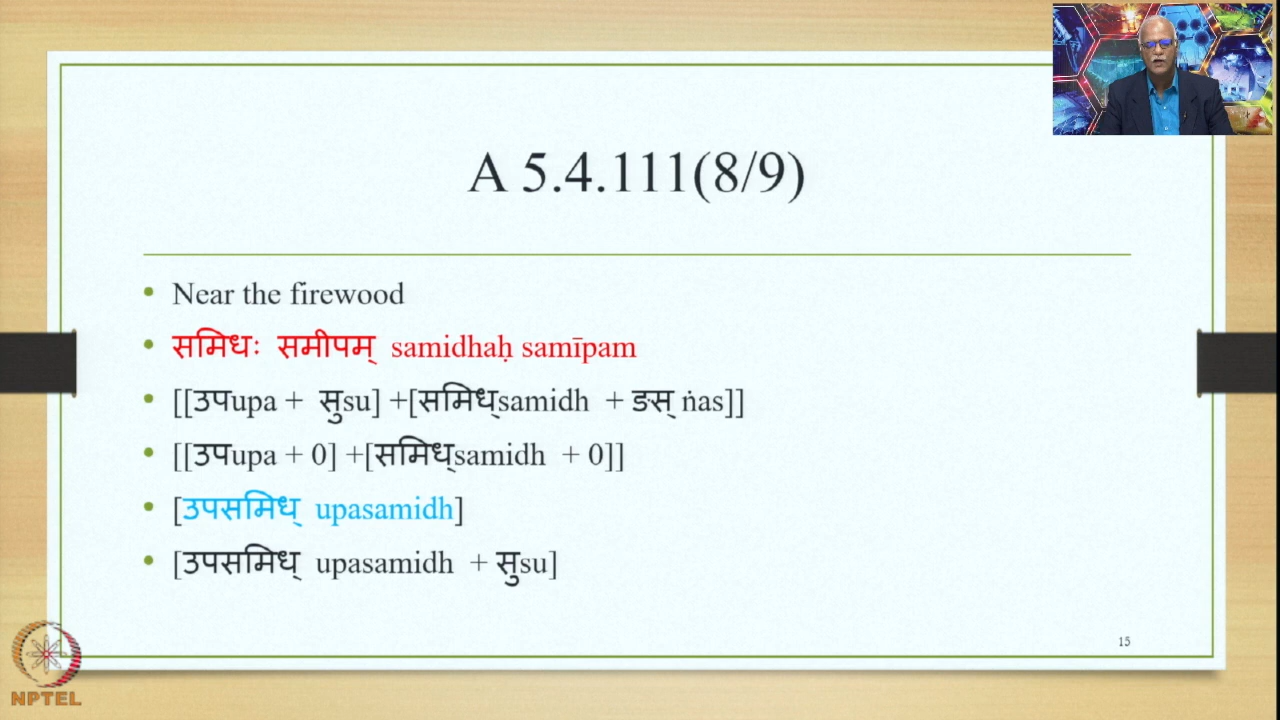 A 5.4.111(8/9)
Near the firewood
समिधः समीपम् samidhaḥ samīpam
[[उपupa + सुsu] +[समिध्samidh + ङस् ṅas]]
[[उपupa + 0] +[समिध्samidh + 0]]
[उपसमिध् upasamidh]
[उपसमिध् upasamidh + सुsu]
15
NPTEL